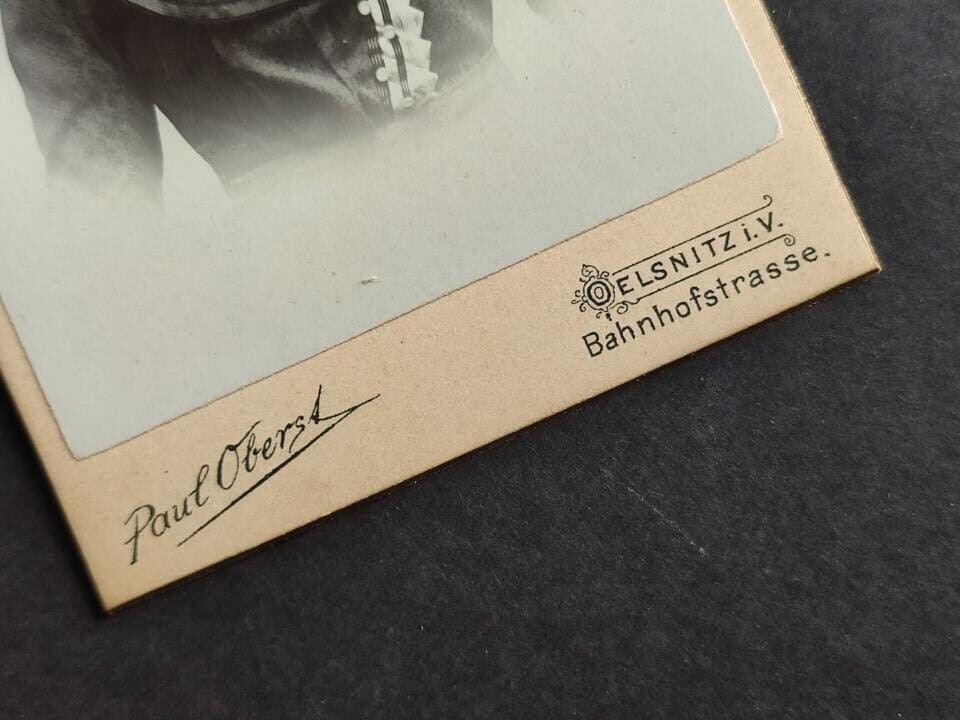 Paul Oberst
OELSNITZ i. V.
Bahnhofstrasse.